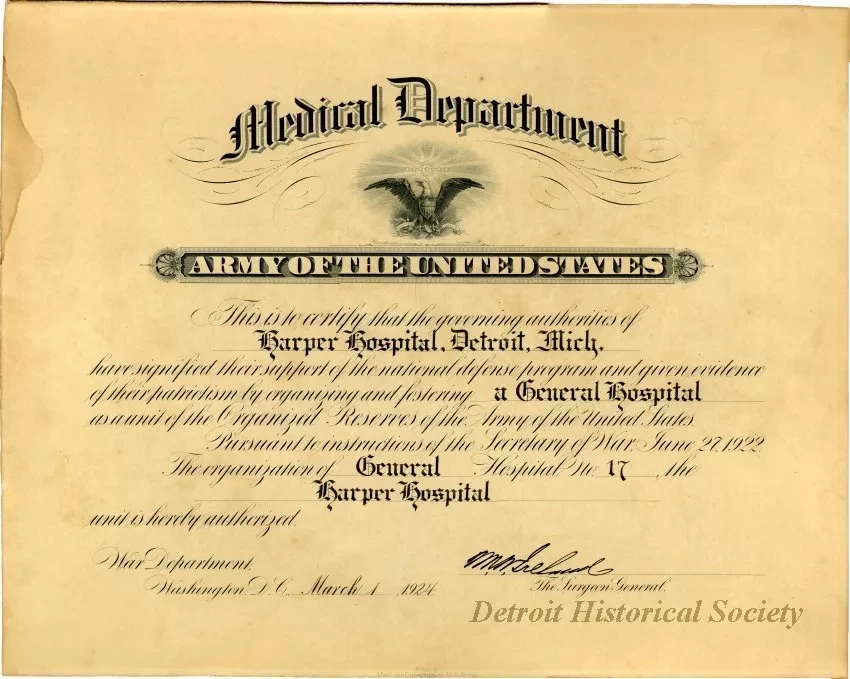 Medical Department
ARMY OF THE UNITED STATES
This is to certify that the governing authorities of
Harper Hospital, Detroit, Mich.
have signified their support of the national defense program and given evidence
of their patriotism by organizing and fostering a General Hospital
as a unit of the Organized Reserves of the Army of the United States.
Pursuant to instructions of the Secretary of War, June 27, 1922.
The organization of General Hospital No. 17, the
Harper Hospital
unit is hereby authorized.
War Department,
Washington, D.C. March 1 1924
M.W. Ireland
The Surgeon General.
Detroit Historical Society